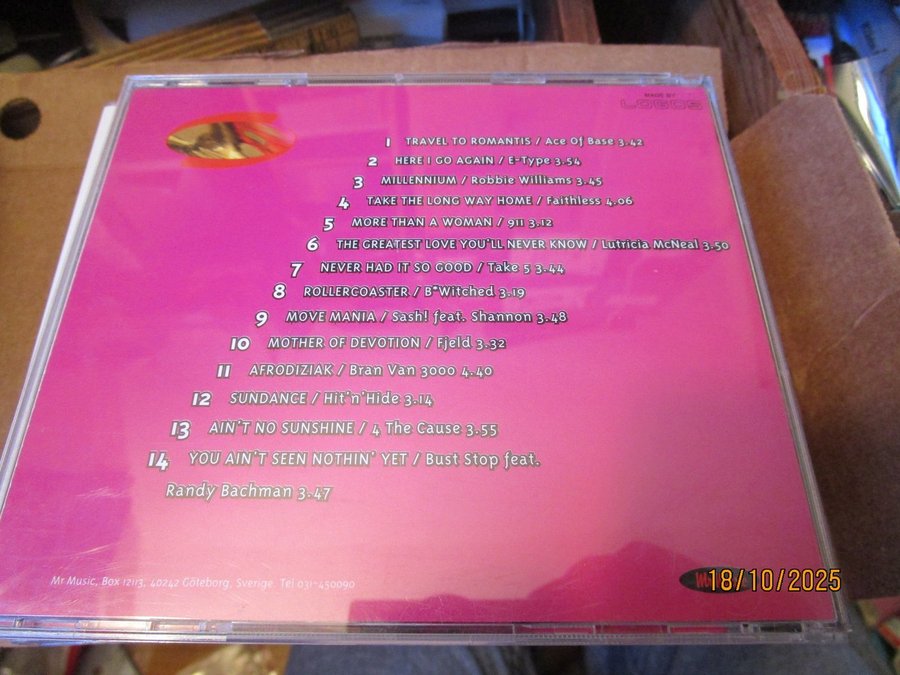 MADE BY
LOGOS
1 TRAVEL TO ROMANTIS / Ace Of Base 3.42
2 HERE I GO AGAIN / E-Type 3.54
3 MILLENNIUM / Robbie Williams 3.45
4 TAKE THE LONG WAY HOME / Faithless 4.06
5 MORE THAN A WOMAN / 911 3.12
6 THE GREATEST LOVE YOU'LL NEVER KNOW / Lutricia McNeal 3.50
7 NEVER HAD IT SO GOOD / Take 5 3.44
8 ROLLERCOASTER / B*Witched 3.19
9 MOVE MANIA / Sash! feat. Shannon 3.48
10 MOTHER OF DEVOTION / Fjeld 3.32
11 AFRODIZIAK / Bran Van 3000 4.40
12 SUNDANCE / Hit'n'Hide 3.14
13 AIN'T NO SUNSHINE / 4 The Cause 3.55
14 YOU AIN'T SEEN NOTHIN' YET / Bust Stop feat.
Randy Bachman 3.47
Mr Music, Box 12113, 40242 Göteborg, Sverige. Tel 031-450090
18/10/2025